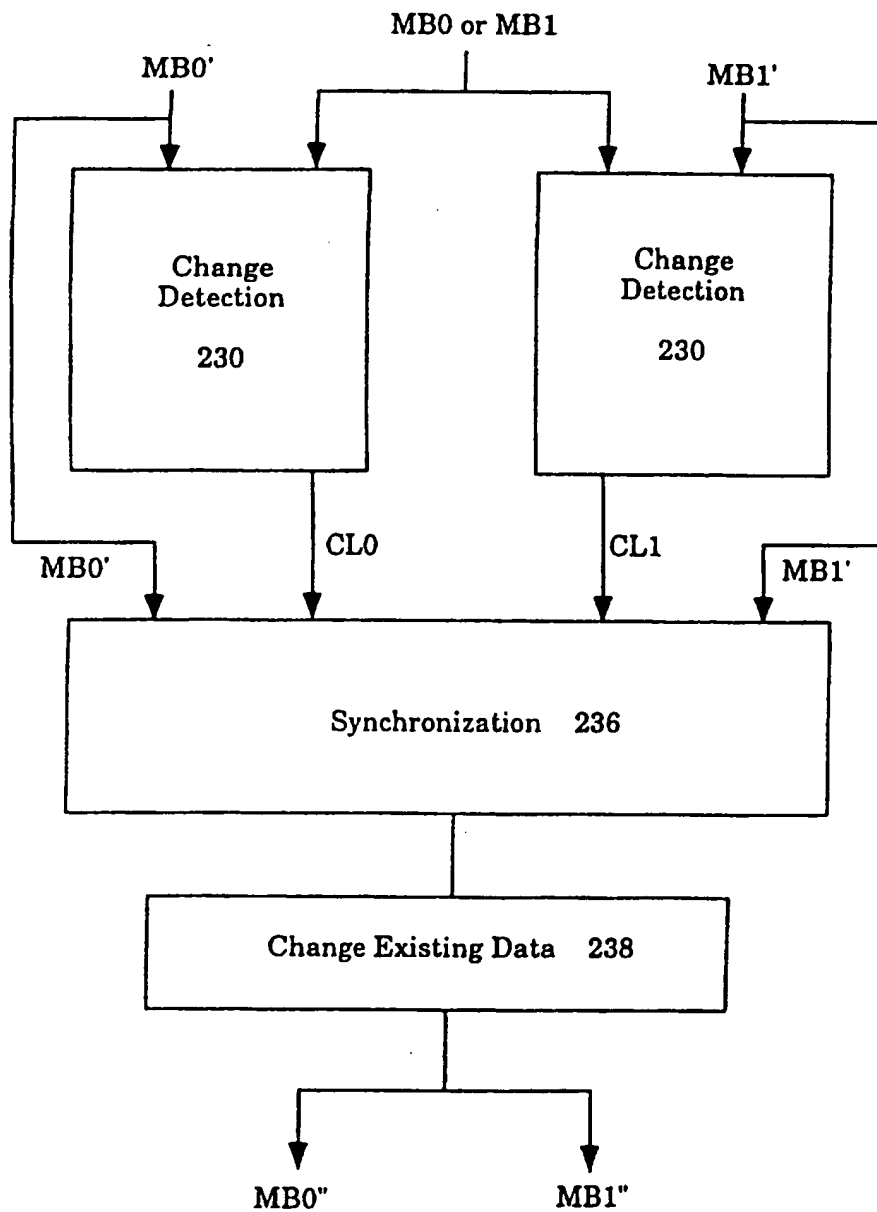 MB0 or MB1
MB0'
MB1'
Change
Detection
230
Change
Detection
230
CL0
CL1
MB0'
MB1'
Synchronization 236
Change Existing Data 238
MB0"
MB1"